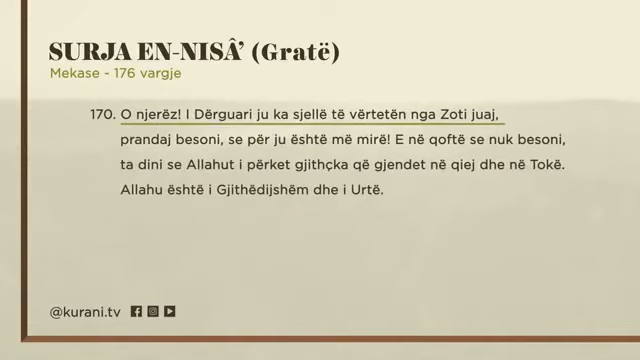 SURJA EN-NISÂ’ (Gratë)
Mekase - 176 vargje
170. O njerëz! I Dërguari ju ka sjellë të vërtetën nga Zoti juaj,
prandaj besoni, se për ju është më mirë! E në qoftë se nuk besoni,
ta dini se Allahut i përket gjithçka që gjendet në qiej dhe në Tokë.
Allahu është i Gjithëdijshëm dhe i Urtë.
@kurani.tv